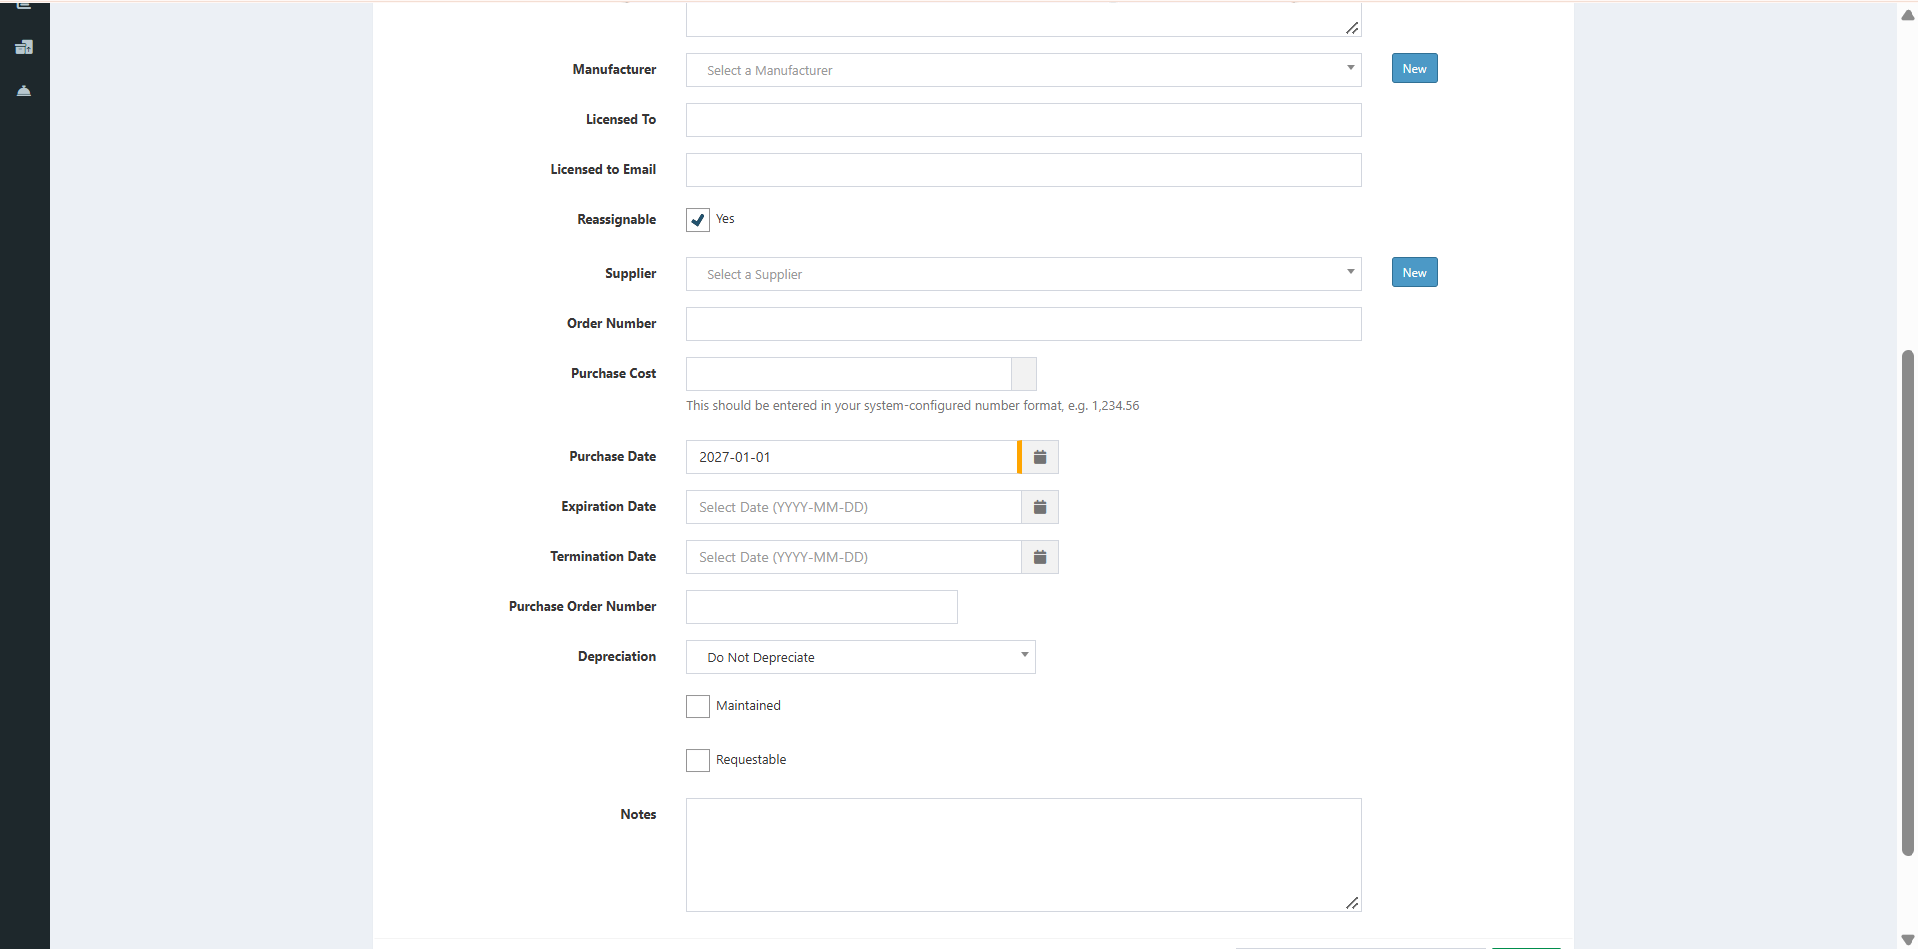 Manufacturer
Select a Manufacturer
New
Licensed To
Licensed to Email
Reassignable
Yes
Supplier
Select a Supplier
New
Order Number
Purchase Cost
This should be entered in your system-configured number format, e.g. 1,234.56
Purchase Date
2027-01-01
Expiration Date
Select Date (YYYY-MM-DD)
Termination Date
Select Date (YYYY-MM-DD)
Purchase Order Number
Depreciation
Do Not Depreciate
Maintained
Requestable
Notes